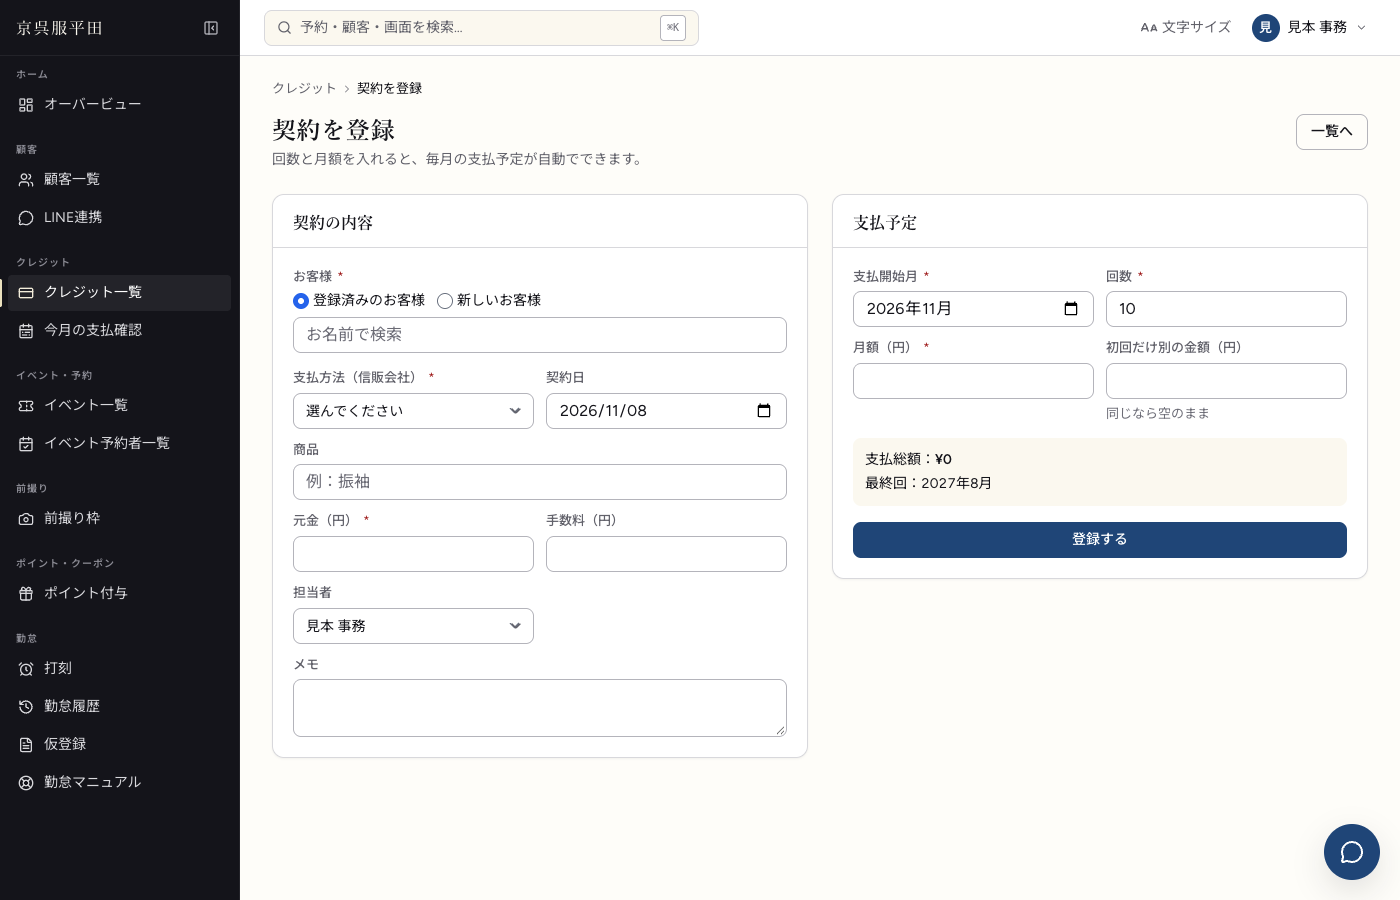 京呉服平田
ホーム
オーバービュー
顧客
顧客一覧
LINE連携
クレジット
クレジット一覧
今月の支払確認
イベント・予約
イベント一覧
イベント予約者一覧
前撮り
前撮り枠
ポイント・クーポン
ポイント付与
勤怠
打刻
勤怠履歴
仮登録
勤怠マニュアル
予約・顧客・画面を検索... ⌘K
AA 文字サイズ
見 見本 事務
クレジット > 契約を登録
契約を登録
回数と月額を入れると、毎月の支払予定が自動でできます。
一覧へ
契約の内容
お客様 *
登録済みのお客様 新しいお客様
お名前で検索
支払方法（信販会社） * 契約日
選んでください 2026/11/08
商品
例：振袖
元金（円） * 手数料（円）
担当者
見本 事務
メモ
支払予定
支払開始月 * 回数 *
2026年11月 10
月額（円） * 初回だけ別の金額（円）
同じなら空のまま
支払総額：¥0
最終回：2027年8月
登録する